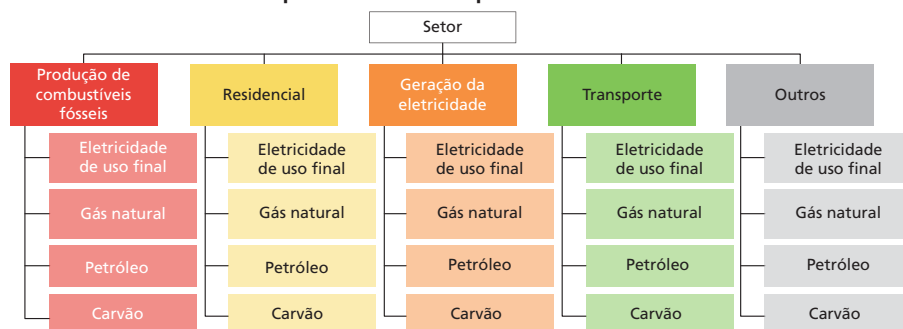 Setor
Produção de
combustíveis
fósseis
Residencial
Geração da
eletricidade
Transporte
Outros
Eletricidade
de uso final
Gás natural
Petróleo
Carvão
Eletricidade
de uso final
Gás natural
Petróleo
Carvão
Eletricidade
de uso final
Gás natural
Petróleo
Carvão
Eletricidade
de uso final
Gás natural
Petróleo
Carvão
Eletricidade
de uso final
Gás natural
Petróleo
Carvão